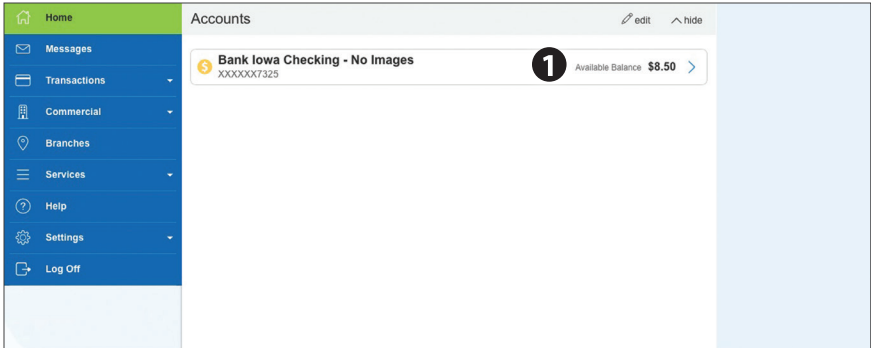 Home
Messages
Transactions
Commercial
Branches
Services
Help
Settings
Log Off
Accounts
edit
hide
Bank Iowa Checking - No Images
XXXXXX7325
1
Available Balance $8.50